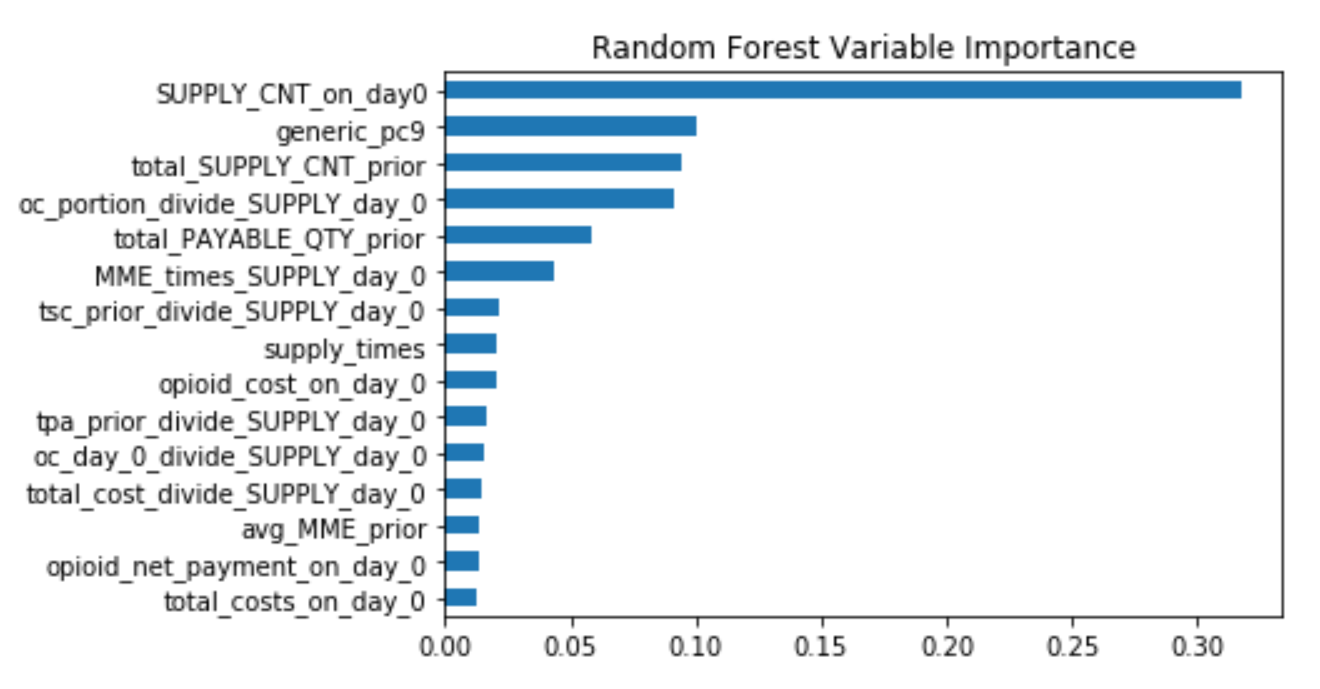 Random Forest Variable Importance
SUPPLY_CNT_on_day0
generic_pc9
total_SUPPLY_CNT_prior
oc_portion_divide_SUPPLY_day_0
total_PAYABLE_QTY_prior
MME_times_SUPPLY_day_0
tsc_prior_divide_SUPPLY_day_0
supply_times
opioid_cost_on_day_0
tpa_prior_divide_SUPPLY_day_0
oc_day_0_divide_SUPPLY_day_0
total_cost_divide_SUPPLY_day_0
avg_MME_prior
opioid_net_payment_on_day_0
total_costs_on_day_0
0.00 0.05 0.10 0.15 0.20 0.25 0.30